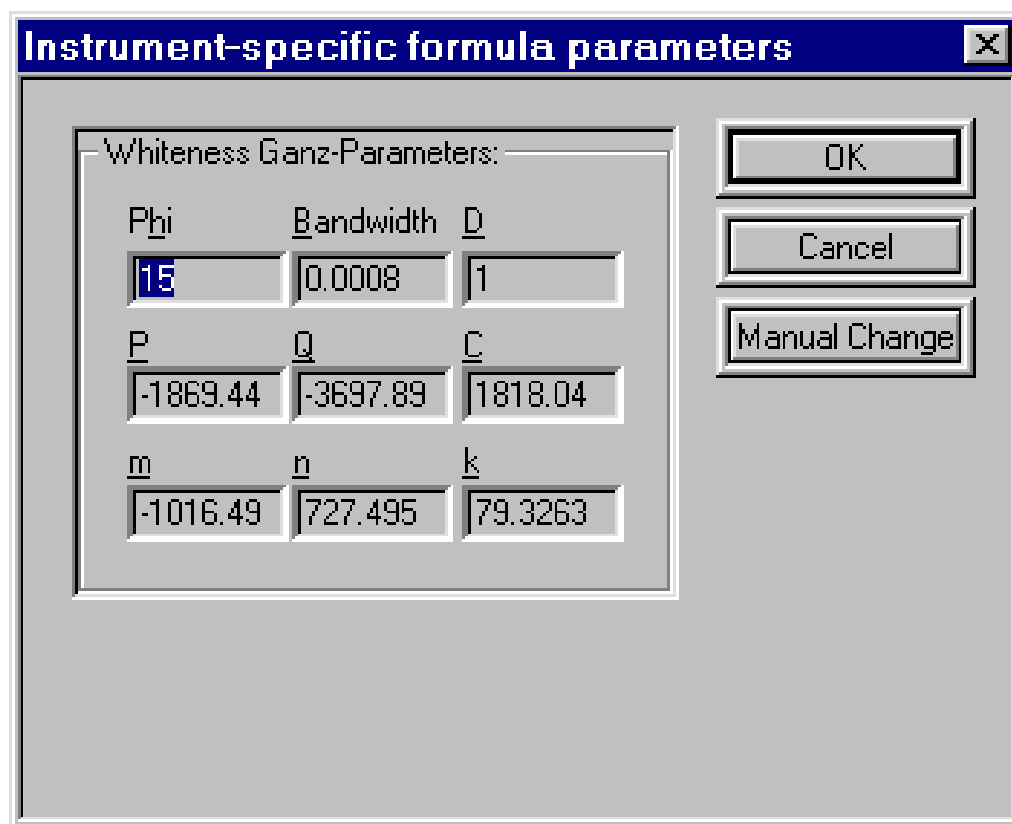 Instrument-specific formula parameters
Whiteness Ganz-Parameters:
Phi Bandwidth D
15 0.0008 1
P Q C
-1869.44 -3697.89 1818.04
m n k
-1016.49 727.495 79.3263
OK
Cancel
Manual Change